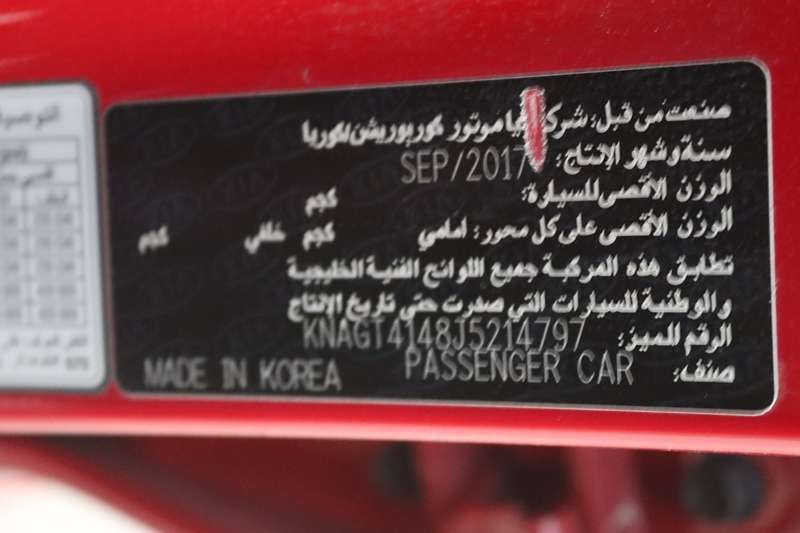 صنعت من قبل: شركة كيا موتور كوربوريشن/كوريا
سنة وشهر الإنتاج: SEP/2017
الوزن الأقصى للسيارة: كجم
الوزن الأقصى على كل محور: امامي كجم خلفي كجم
تطابق هذه المركبة جميع اللوائح الفنية الخليجية
والوطنية للسيارات التي صدرت حتى تاريخ الإنتاج
الرقم المميز: KNAGT4148J5214797
صنف: PASSENGER CAR
MADE IN KOREA